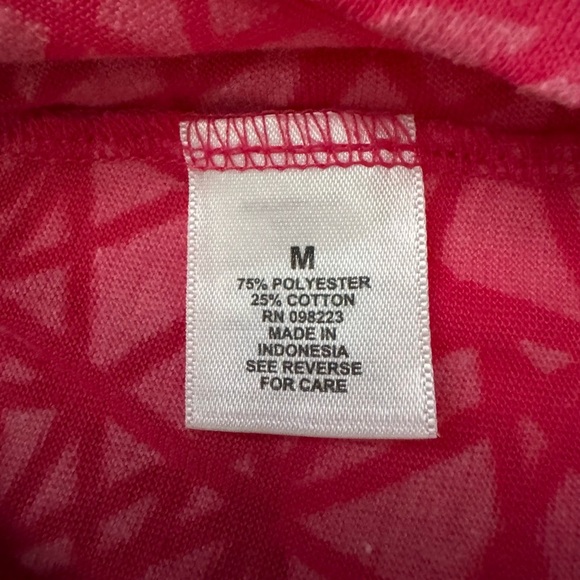 M
75% POLYESTER
25% COTTON
RN 098223
MADE IN
INDONESIA
SEE REVERSE
FOR CARE